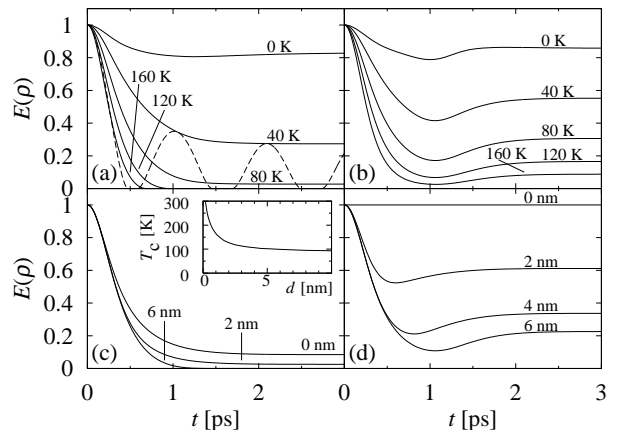 E(ρ)
1
0.8
0.6
0.4
0.2
0
0 K
160 K
120 K
40 K
80 K
(a)
0 K
40 K
80 K
160 K
120 K
(b)
E(ρ)
1
0.8
0.6
0.4
0.2
0
T_c [K]
300
200
100
0
0
5
d [nm]
6 nm
2 nm
0 nm
(c)
0 nm
2 nm
4 nm
6 nm
(d)
0
1
2
0
1
2
3
t [ps]
t [ps]